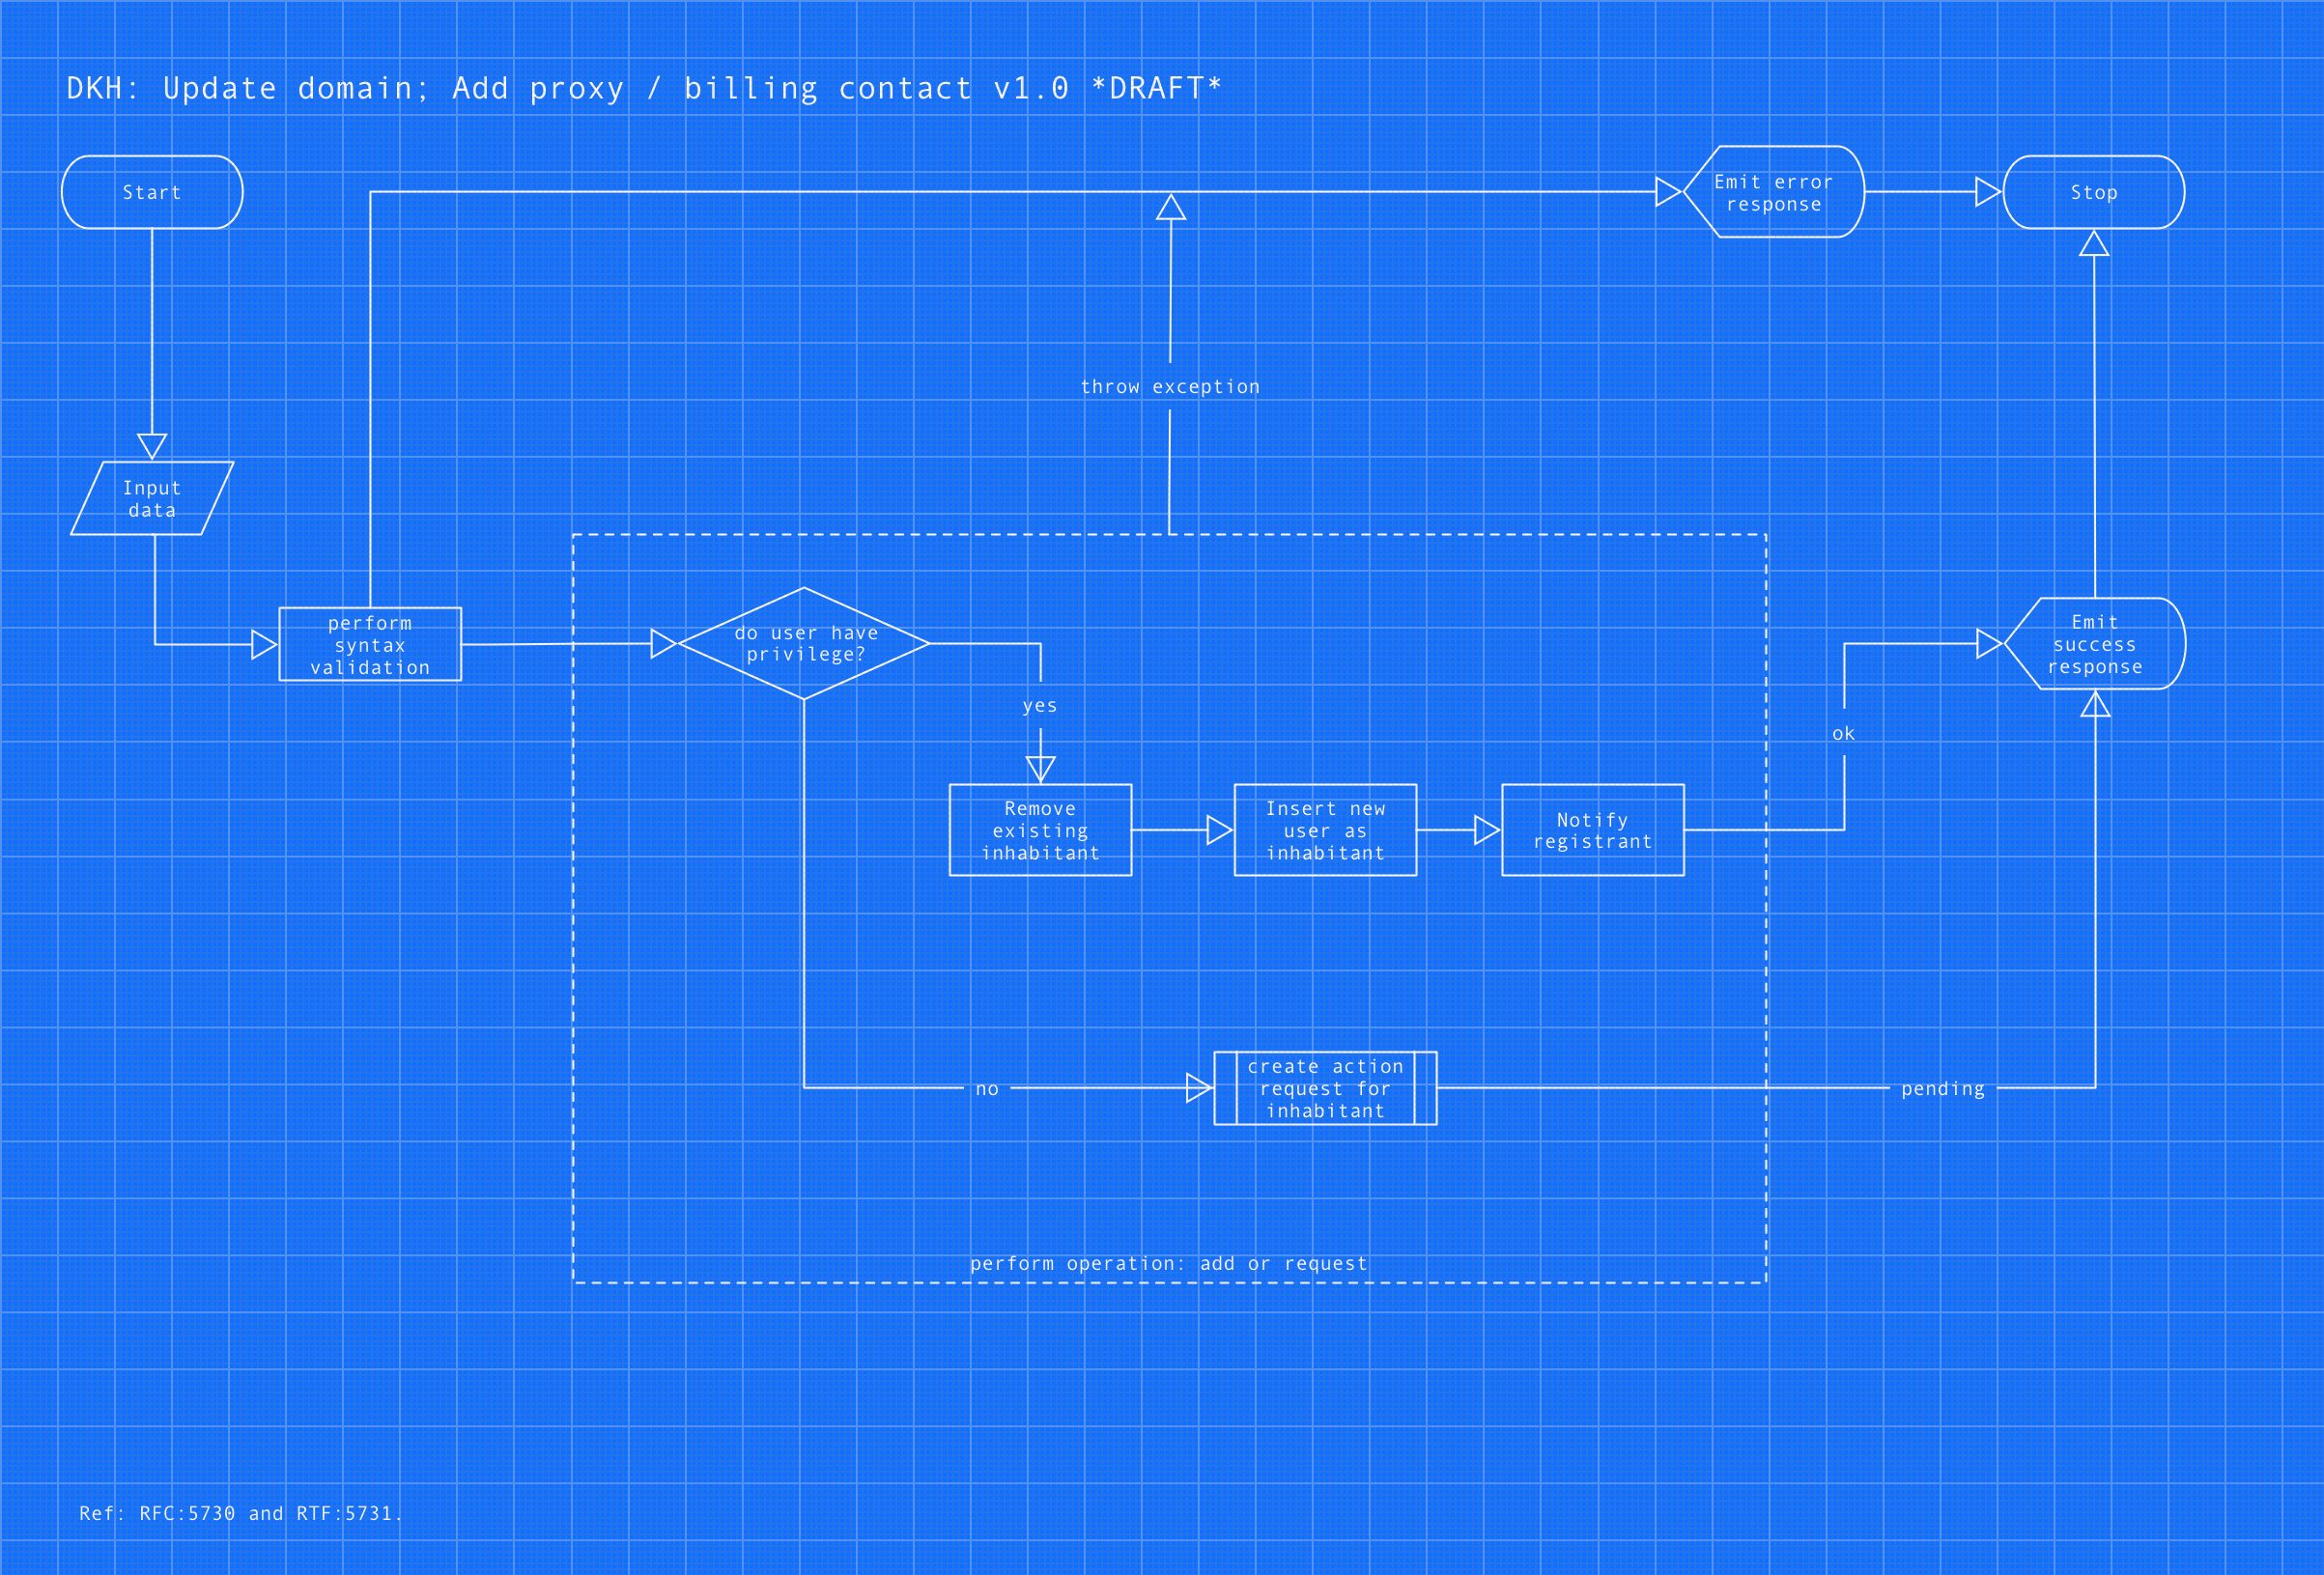 DKH: Update domain; Add proxy / billing contact v1.0 *DRAFT*
Start
Emit error
response
Stop
throw exception
Input
data
perform
syntax
validation
do user have
privilege?
yes
Emit
success
response
ok
Remove
existing
inhabitant
Insert new
user as
inhabitant
Notify
registrant
no
create action
request for
inhabitant
pending
perform operation: add or request
Ref: RFC:5730 and RTF:5731.